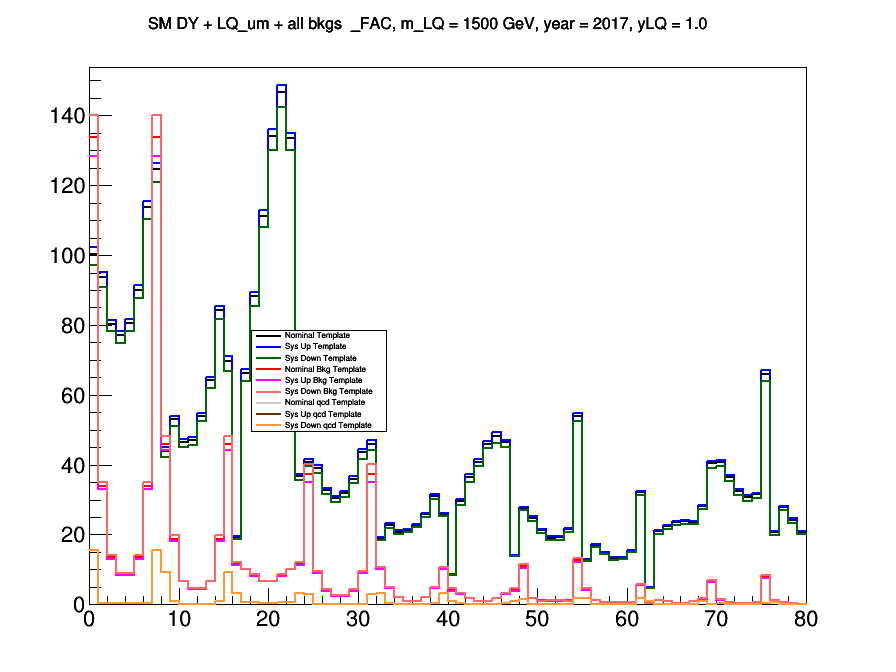 SM DY + LQ_um + all bkgs _FAC, m_LQ = 1500 GeV, year = 2017, yLQ = 1.0
140
120
100
80
60
40
20
0
Nominal Template
Sys Up Template
Sys Down Template
Nominal Bkg Template
Sys Up Bkg Template
Sys Down Bkg Template
Nominal qcd Template
Sys Up qcd Template
Sys Down qcd Template
0 10 20 30 40 50 60 70 80